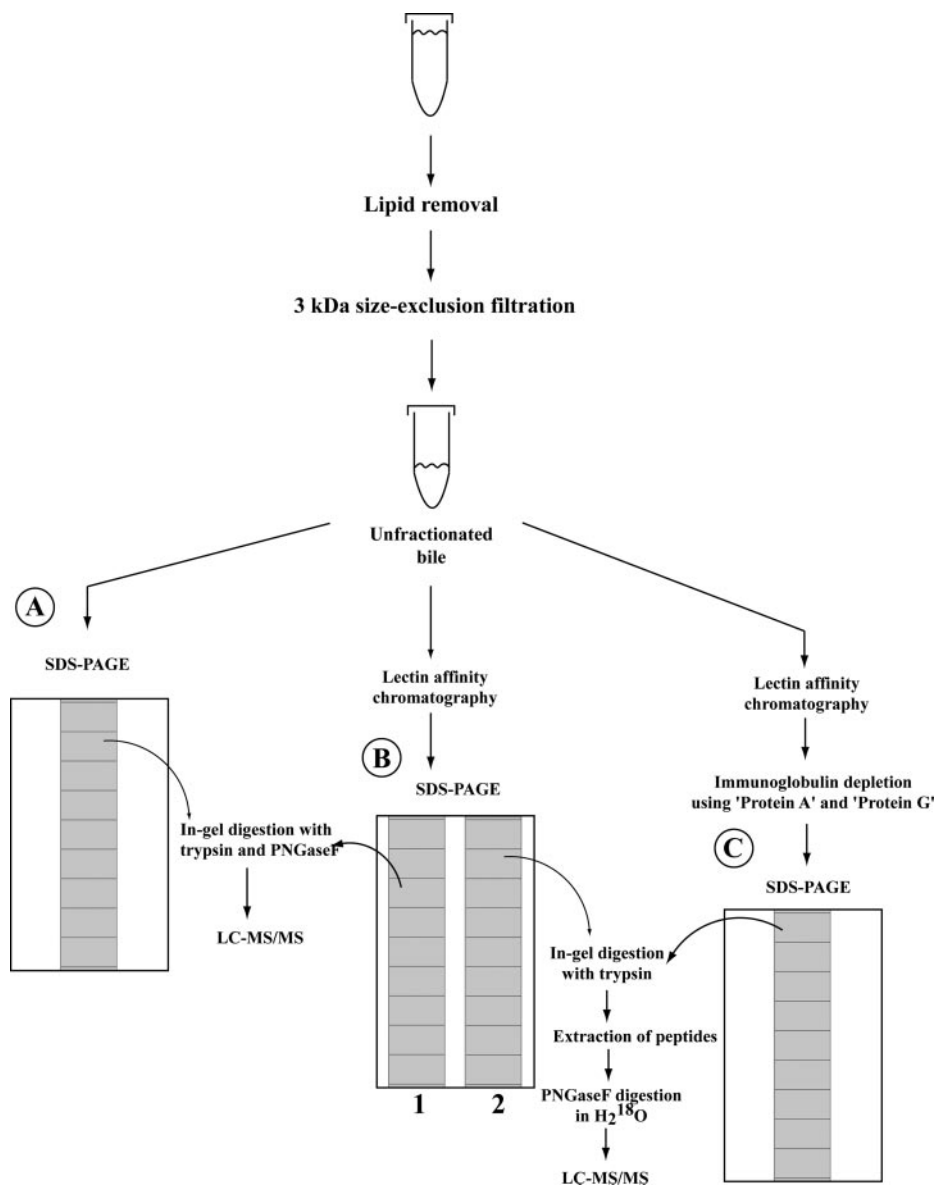 Lipid removal
3 kDa size-exclusion filtration
Unfractionated
bile
A
SDS-PAGE
In-gel digestion with
trypsin and PNGaseF
LC-MS/MS
Lectin affinity
chromatography
B
SDS-PAGE
1 2
Lectin affinity
chromatography
Immunoglobulin depletion
using 'Protein A' and 'Protein G'
C
SDS-PAGE
In-gel digestion
with trypsin
Extraction of peptides
PNGaseF digestion
in H₂¹⁸O
LC-MS/MS